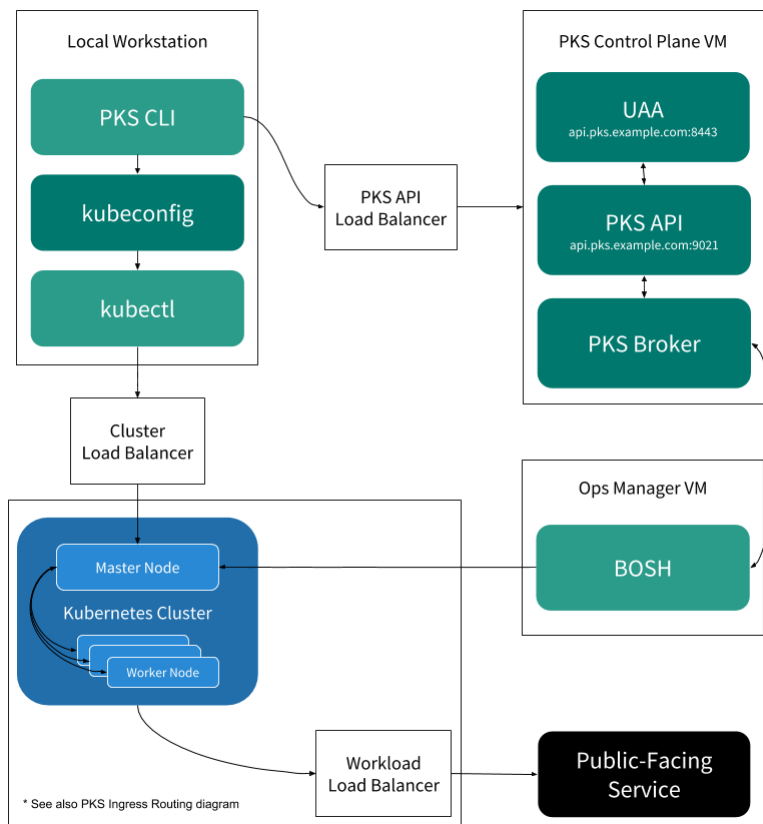 Local Workstation
PKS CLI
kubeconfig
kubectl
PKS API
Load Balancer
PKS Control Plane VM
UAA
api.pks.example.com:8443
PKS API
api.pks.example.com:9021
PKS Broker
Cluster
Load Balancer
Ops Manager VM
BOSH
Master Node
Kubernetes Cluster
Worker Node
Workload
Load Balancer
Public-Facing
Service
* See also PKS Ingress Routing diagram